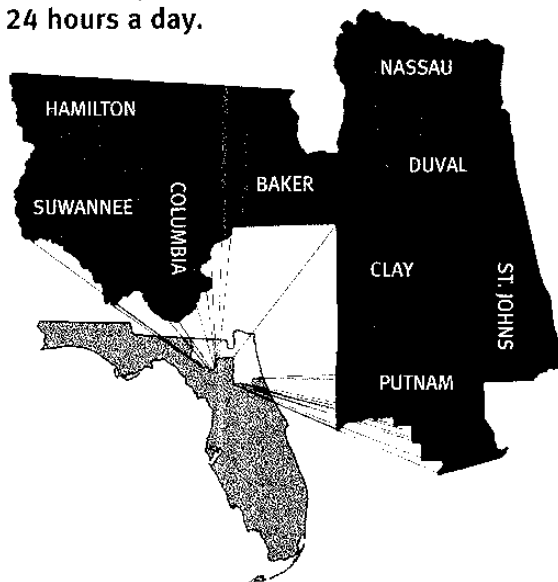 24 hours a day.
NASSAU
HAMILTON
DUVAL
BAKER
SUWANNEE
COLUMBIA
CLAY
ST. JOHNS
PUTNAM